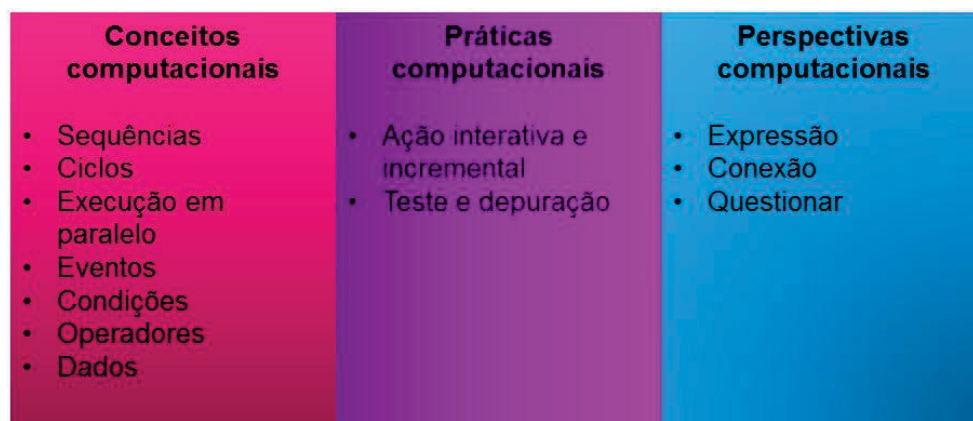 Conceitos
computacionais
• Sequências
• Ciclos
• Execução em
paralelo
• Eventos
• Condições
• Operadores
• Dados
Práticas
computacionais
• Ação interativa e
incremental
• Teste e depuração
Perspectivas
computacionais
• Expressão
• Conexão
• Questionar